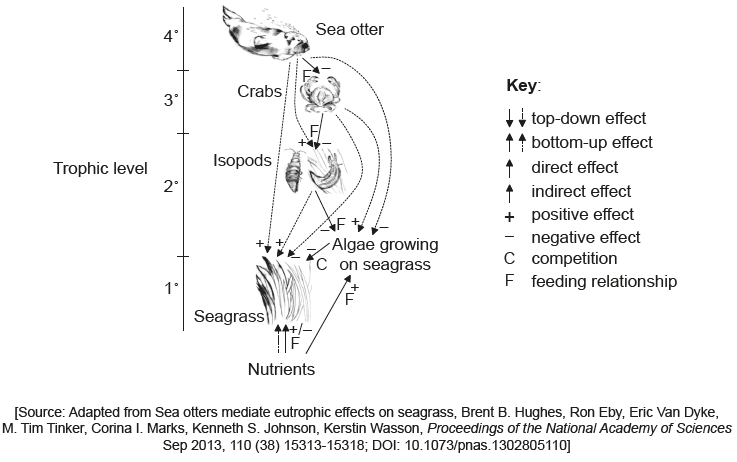 4°
Sea otter
F –
3°
Crabs
F
+ –
Isopods
Trophic level
2°
– F + –
+ +
– –
Algae growing
on seagrass
C
1°
Seagrass
+/–
F
+
F
Nutrients
Key:
top-down effect
bottom-up effect
direct effect
indirect effect
+ positive effect
– negative effect
C competition
F feeding relationship
[Source: Adapted from Sea otters mediate eutrophic effects on seagrass, Brent B. Hughes, Ron Eby, Eric Van Dyke,
M. Tim Tinker, Corina I. Marks, Kenneth S. Johnson, Kerstin Wasson, Proceedings of the National Academy of Sciences
Sep 2013, 110 (38) 15313-15318; DOI: 10.1073/pnas.1302805110]